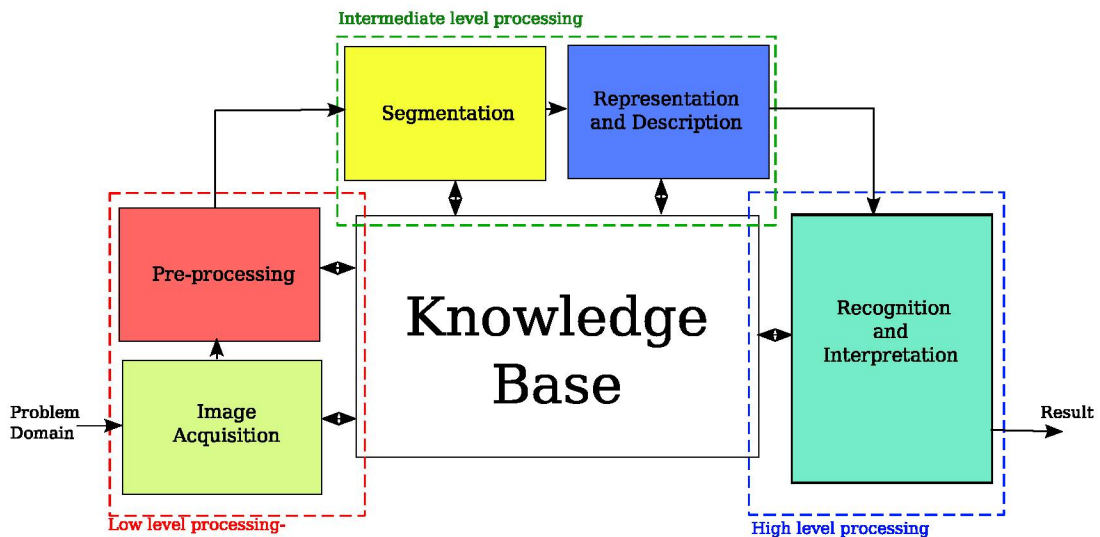 Intermediate level processing
Segmentation
Representation
and Description
Pre-processing
Knowledge
Base
Recognition
and
Interpretation
Problem
Domain
Image
Acquisition
Result
Low level processing-
High level processing